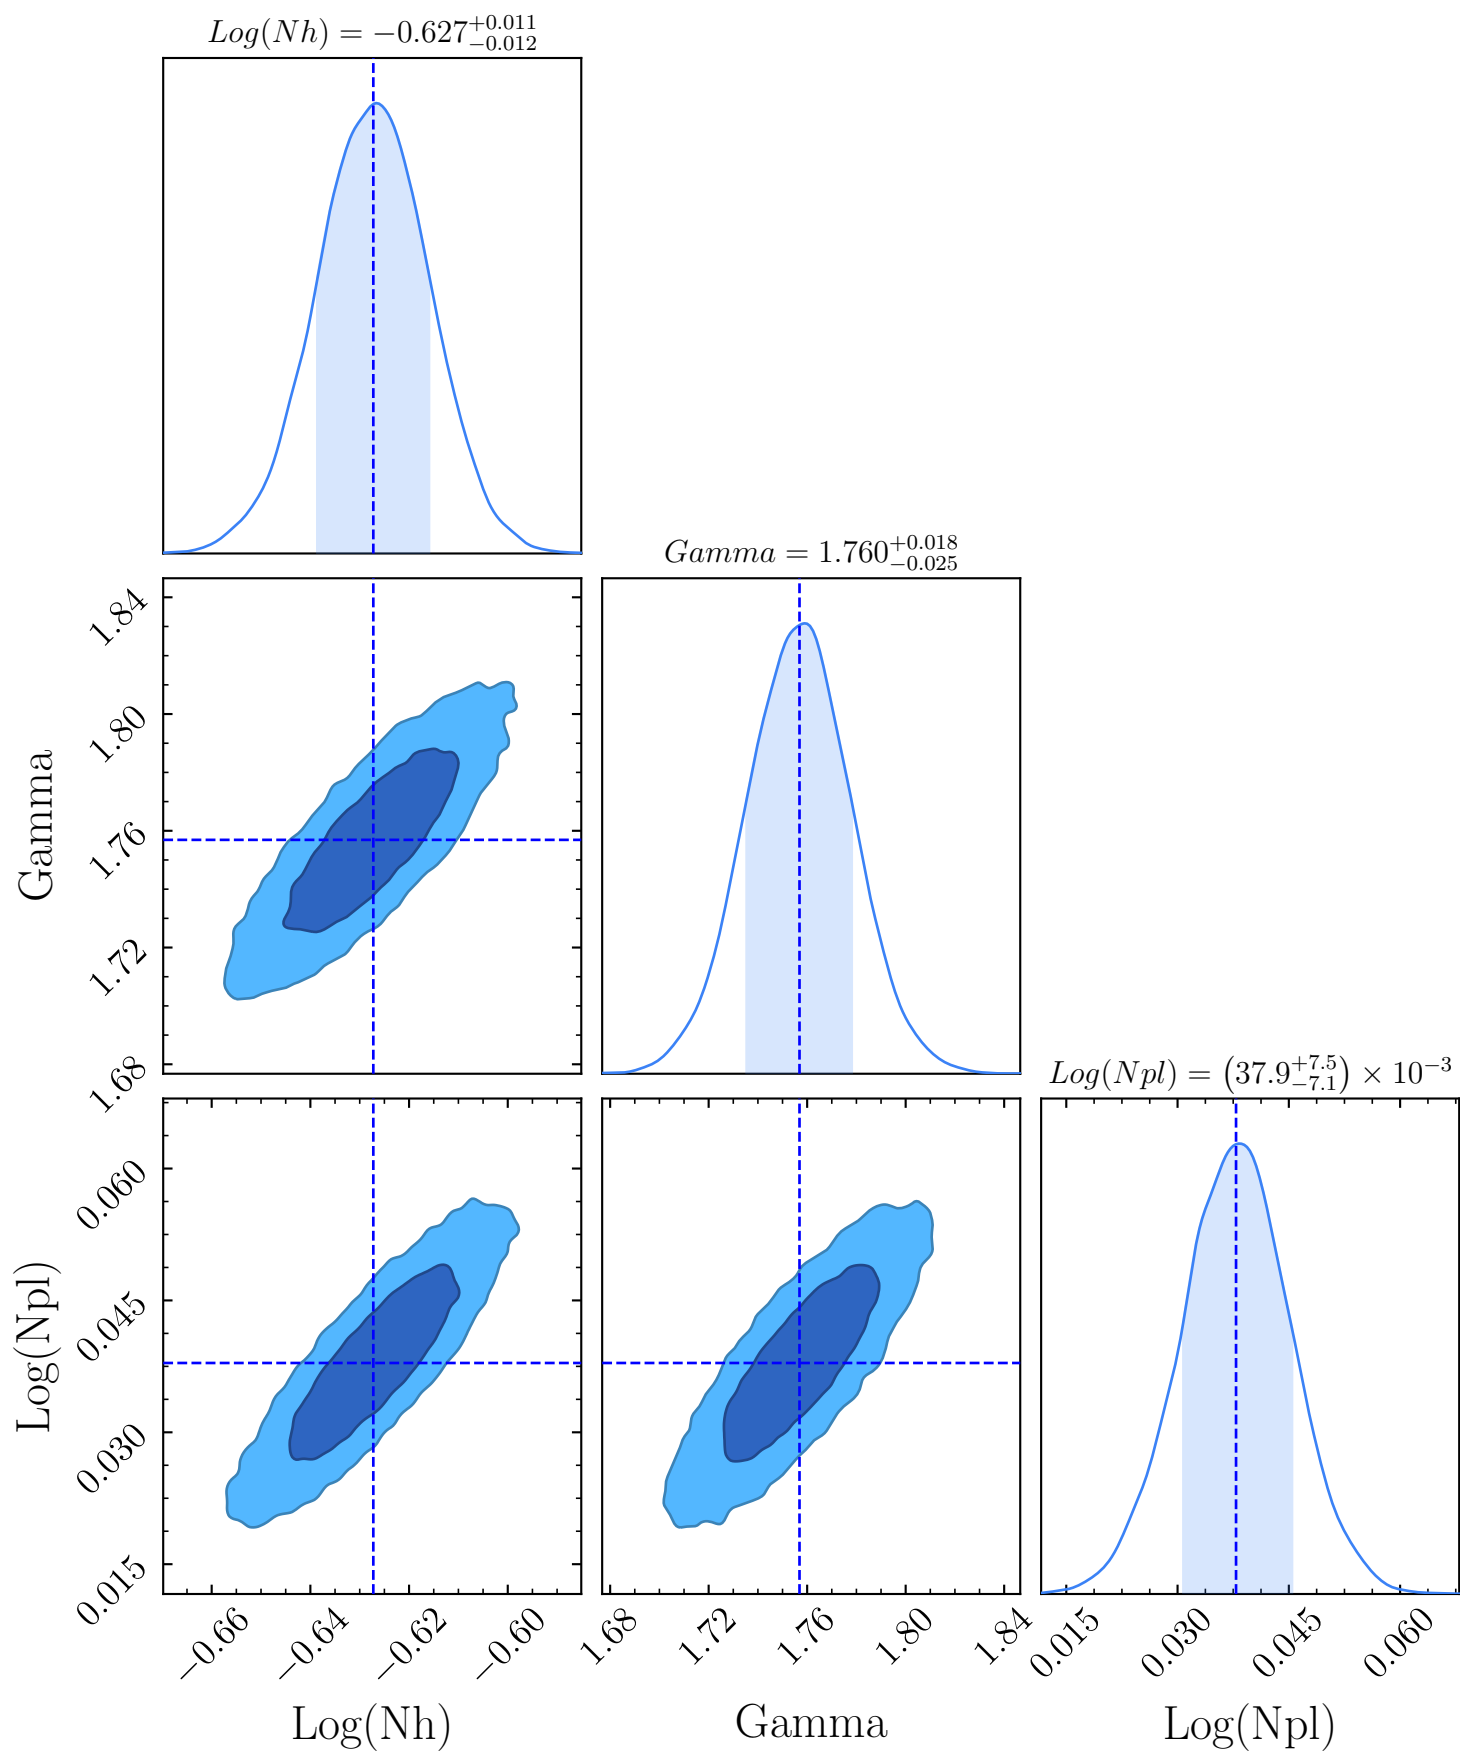 Log(Nh) = −0.627 +0.011 −0.012
Gamma = 1.760 +0.018 −0.025
1.84
1.80
1.76
1.72
1.68
Gamma
Log(Npl) = (37.9 +7.5 −7.1) × 10−3
0.060
0.045
0.030
0.015
Log(Npl)
−0.66 −0.64 −0.62 −0.60
1.68 1.72 1.76 1.80 1.84
0.015 0.030 0.045 0.060
Log(Nh)
Gamma
Log(Npl)